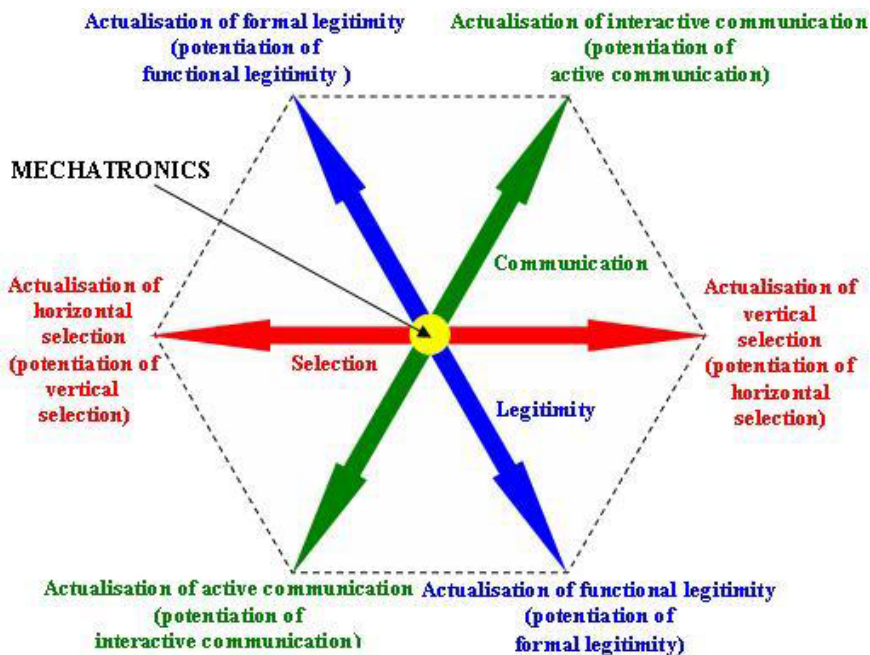 Actualisation of formal legitimity
(potentiation of
functional legitimity )
Actualisation of interactive communication
(potentiation of
active communication)
MECHATRONICS
Communication
Actualisation of
horizontal
selection
(potentiation of
vertical
selection)
Actualisation of
vertical
selection
(potentiation of
horizontal
selection)
Selection
Legitimity
Actualisation of active communication
(potentiation of
interactive communication)
Actualisation of functional legitimity
(potentiation of
formal legitimity)